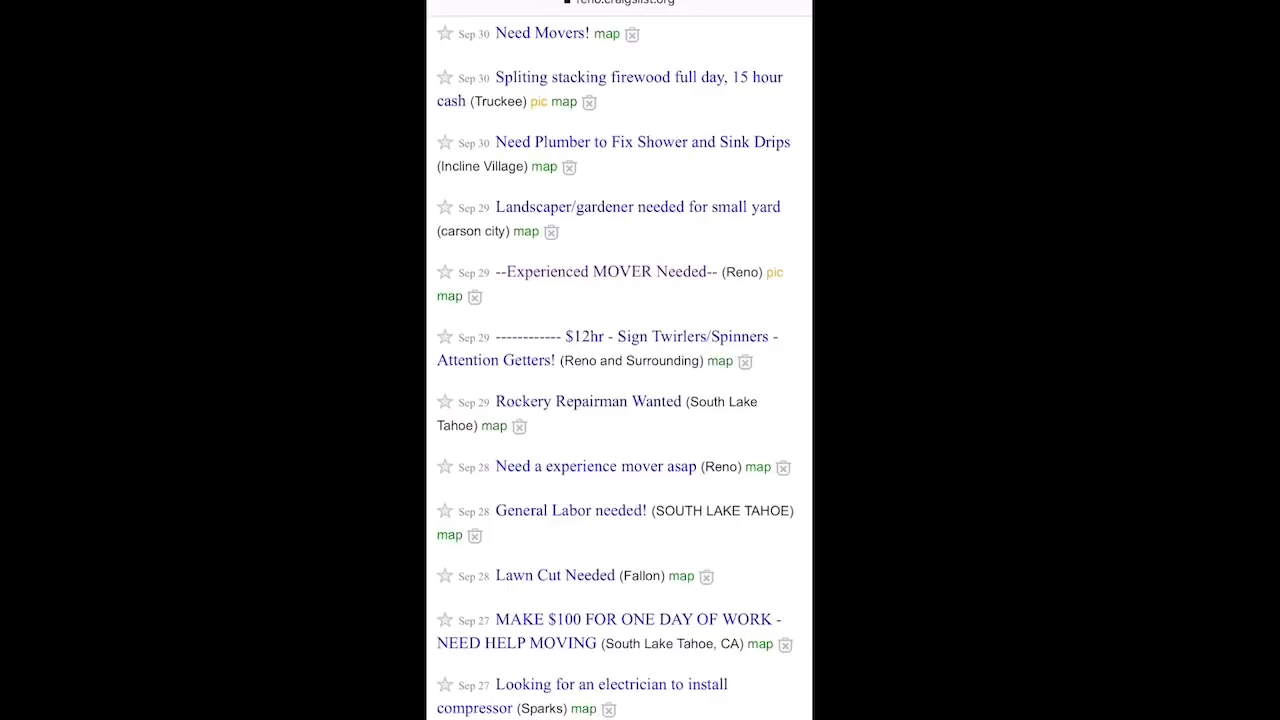 reno.craigslist.org
Sep 30 Need Movers! map
Sep 30 Spliting stacking firewood full day, 15 hour
cash (Truckee) pic map
Sep 30 Need Plumber to Fix Shower and Sink Drips
(Incline Village) map
Sep 29 Landscaper/gardener needed for small yard
(carson city) map
Sep 29 --Experienced MOVER Needed-- (Reno) pic
map
Sep 29 ------------ $12hr - Sign Twirlers/Spinners -
Attention Getters! (Reno and Surrounding) map
Sep 29 Rockery Repairman Wanted (South Lake
Tahoe) map
Sep 28 Need a experience mover asap (Reno) map
Sep 28 General Labor needed! (SOUTH LAKE TAHOE)
map
Sep 28 Lawn Cut Needed (Fallon) map
Sep 27 MAKE $100 FOR ONE DAY OF WORK -
NEED HELP MOVING (South Lake Tahoe, CA) map
Sep 27 Looking for an electrician to install
compressor (Sparks) map